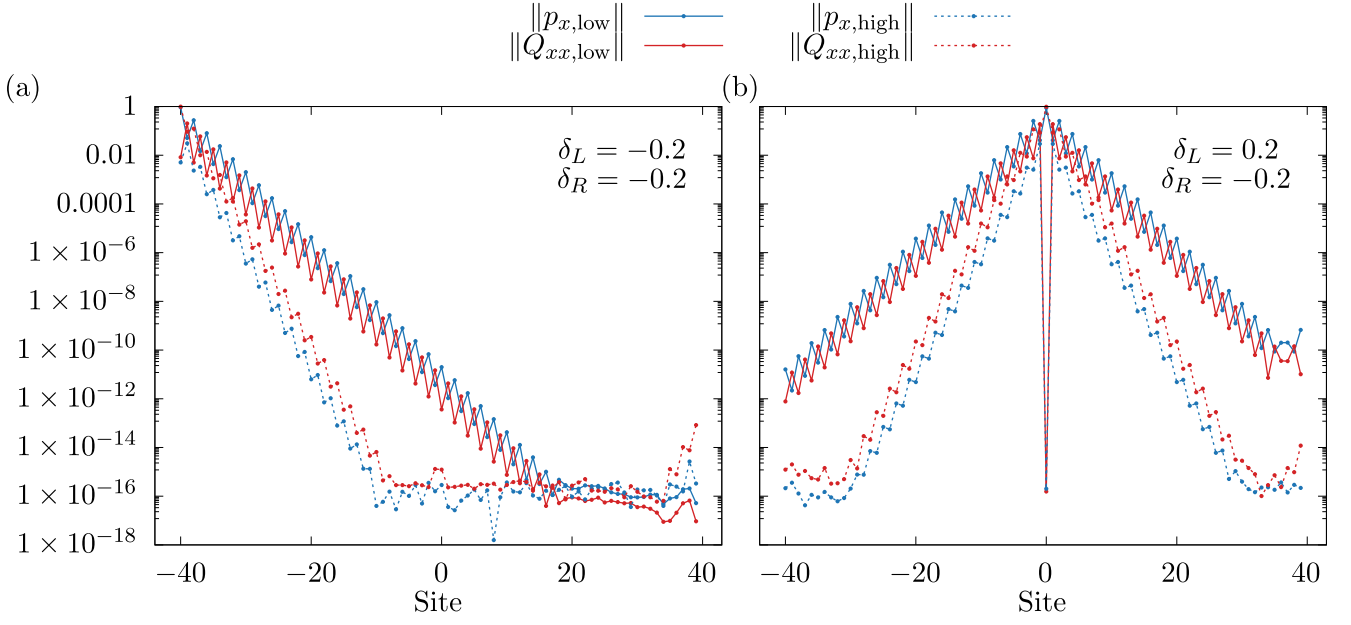 ‖p_{x,low}‖ ‖p_{x,high}‖
‖Q_{xx,low}‖ ‖Q_{xx,high}‖
(a) (b)
1
0.01
0.0001
1 × 10^{−6}
1 × 10^{−8}
1 × 10^{−10}
1 × 10^{−12}
1 × 10^{−14}
1 × 10^{−16}
1 × 10^{−18}
δ_L = −0.2
δ_R = −0.2
δ_L = 0.2
δ_R = −0.2
−40 −20 0 20 40
−40 −20 0 20 40
Site
Site